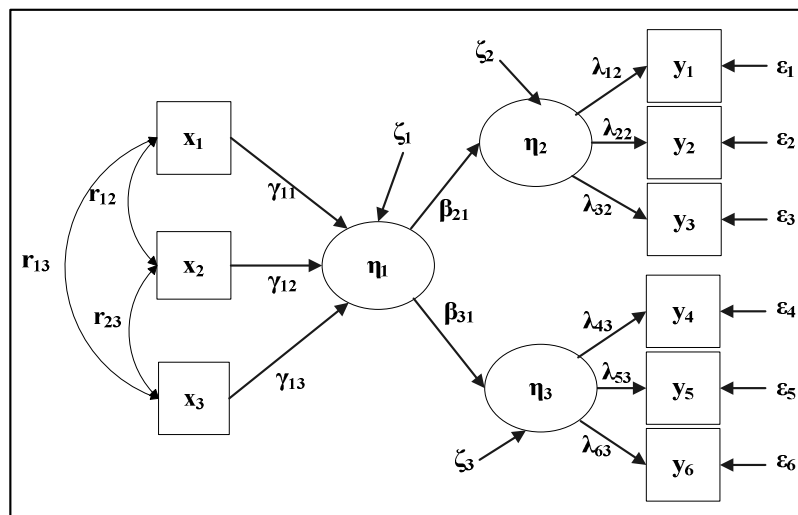 x₁
x₂
x₃
r₁₂
r₁₃
r₂₃
γ₁₁
γ₁₂
γ₁₃
ζ₁
η₁
β₂₁
β₃₁
ζ₂
η₂
λ₁₂
λ₂₂
λ₃₂
y₁
y₂
y₃
ε₁
ε₂
ε₃
ζ₃
η₃
λ₄₃
λ₅₃
λ₆₃
y₄
y₅
y₆
ε₄
ε₅
ε₆